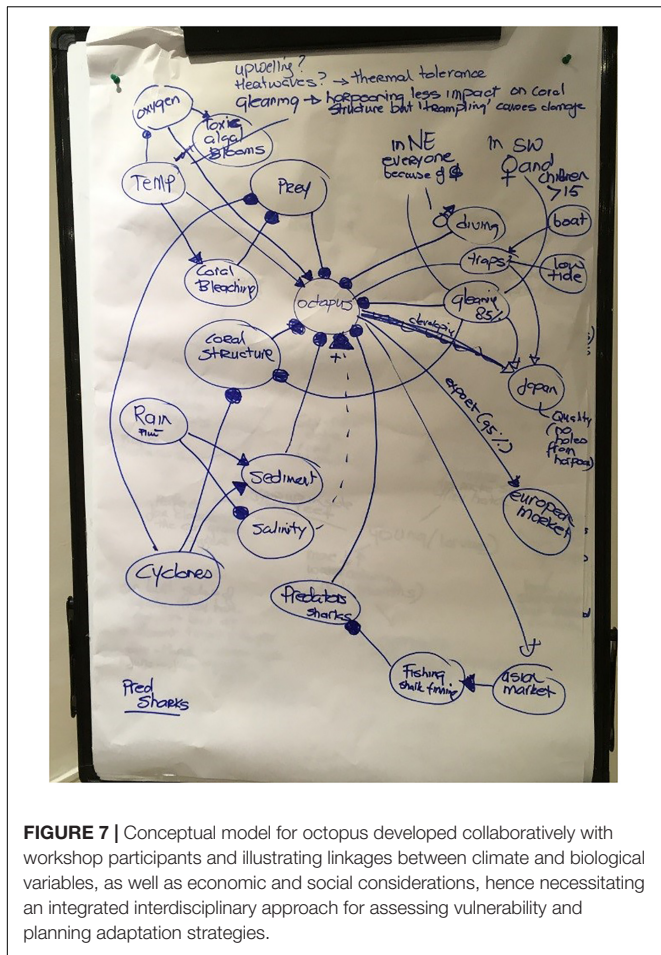 upwelling?
Heatwaves? → thermal tolerance
gleaning → harpooning less impact on coral
structure but 'trampling' causes damage
oxygen
toxic
algal
Blooms
in NE
everyone
because of $
in SW
♀ and
children
>15
TEMP
Prey
diving
boat
traps?
low
tide
Coral
Bleaching
octopus
gleaning
85%
developing
Coral
Structure
+
Japan
Quality
(no
holes
from
export (95%)
Rain
Sediment
Salinity
european
market
Cyclones
Predators
sharks
Fishing
shark finning
asian
market
Pred
Sharks
FIGURE 7 | Conceptual model for octopus developed collaboratively with
workshop participants and illustrating linkages between climate and biological
variables, as well as economic and social considerations, hence necessitating
an integrated interdisciplinary approach for assessing vulnerability and
planning adaptation strategies.